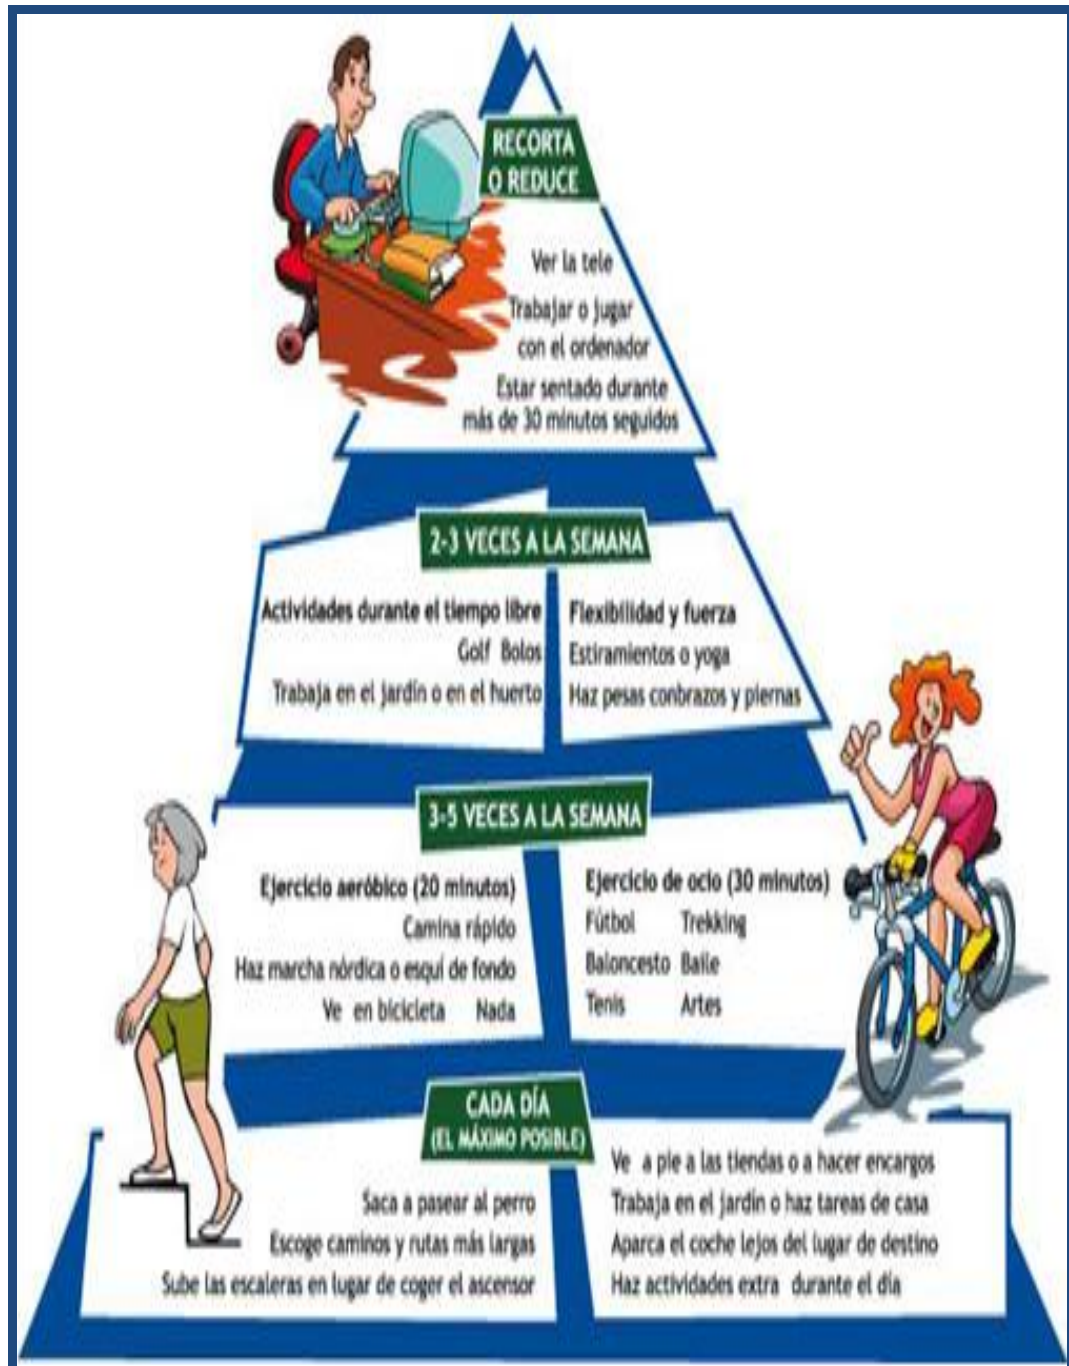 RECORTA
O REDUCE
Ver la tele
Trabajar o jugar
con el ordenador
Estar sentado durante
más de 30 minutos seguidos
2-3 VECES A LA SEMANA
Actividades durante el tiempo libre
Golf Bolos
Trabaja en el jardín o en el huerto
Flexibilidad y fuerza
Estiramientos o yoga
Haz pesas conbrazos y piernas
3-5 VECES A LA SEMANA
Ejercicio aeróbico (20 minutos)
Camina rápido
Haz marcha nórdica o esquí de fondo
Ve en bicicleta Nada
Ejercicio de ocio (30 minutos)
Fútbol Trekking
Baloncesto Baile
Tenis Artes
CADA DÍA
(EL MÁXIMO POSIBLE)
Saca a pasear al perro
Escoge caminos y rutas más largas
Sube las escaleras en lugar de coger el ascensor
Ve a pie a las tiendas o a hacer encargos
Trabaja en el jardín o haz tareas de casa
Aparca el coche lejos del lugar de destino
Haz actividades extra durante el día